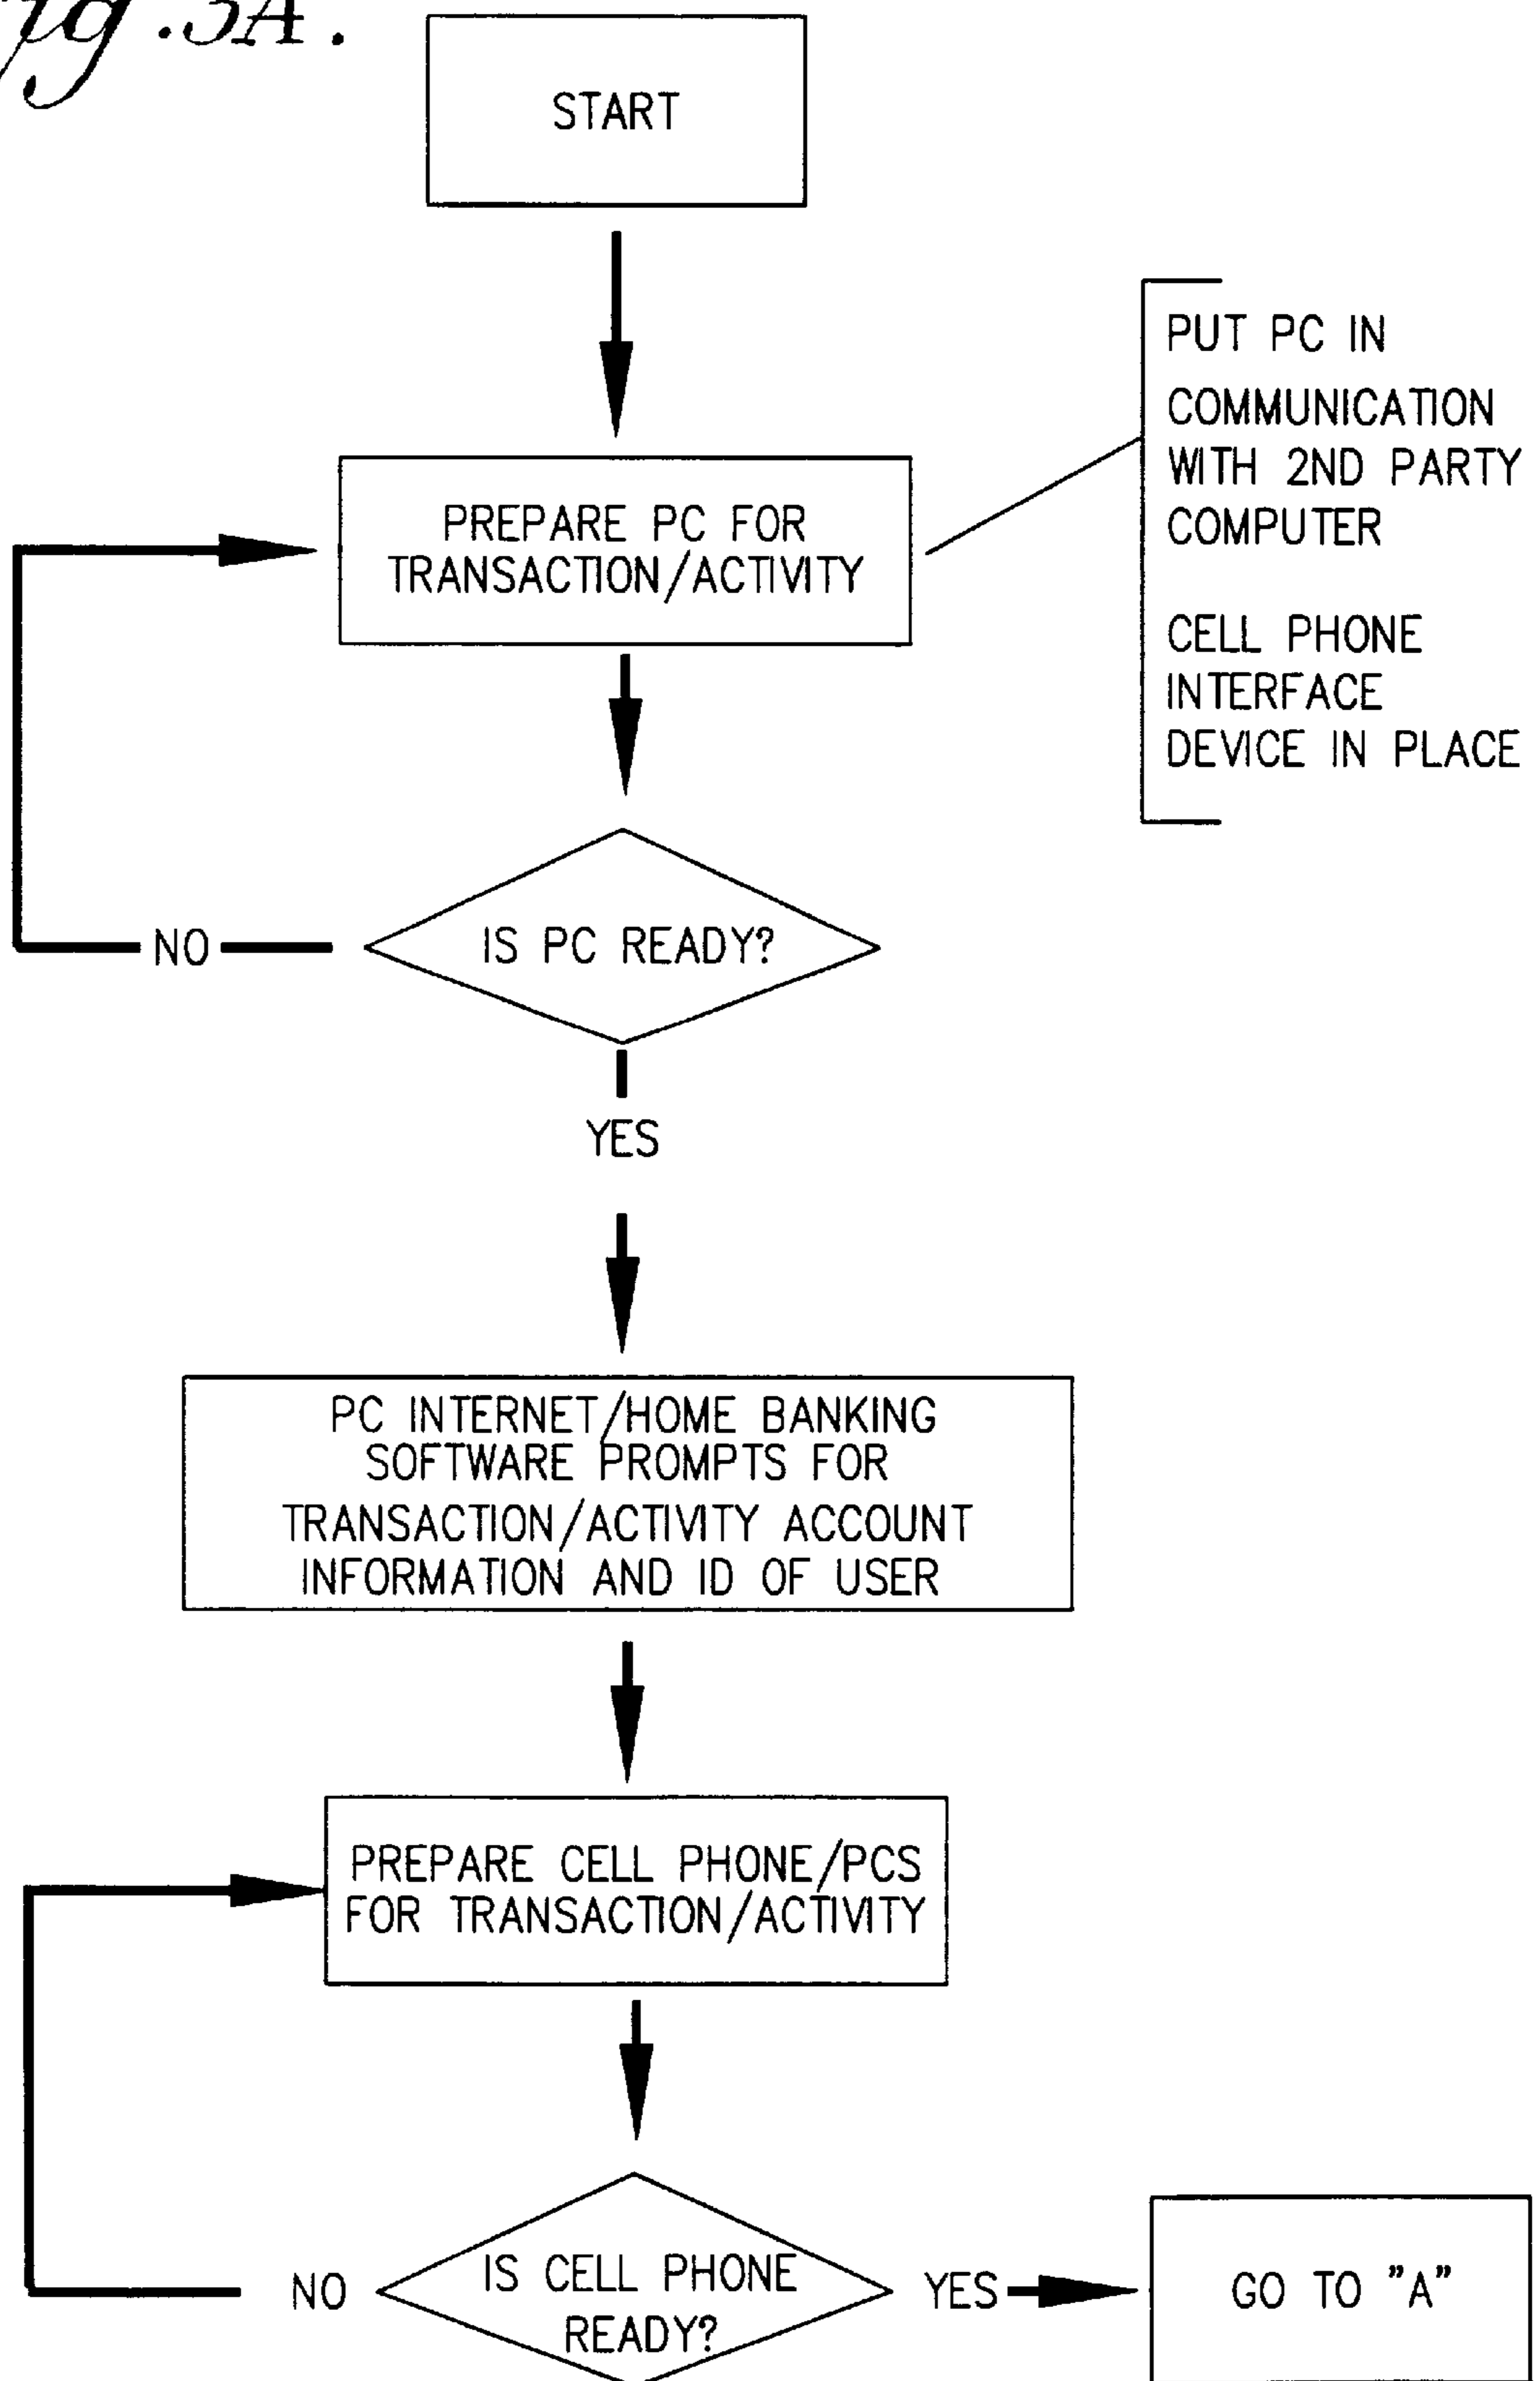 Fig.3A.
START
PREPARE PC FOR
TRANSACTION/ACTIVITY
PUT PC IN
COMMUNICATION
WITH 2ND PARTY
COMPUTER
CELL PHONE
INTERFACE
DEVICE IN PLACE
IS PC READY?
NO
YES
PC INTERNET/HOME BANKING
SOFTWARE PROMPTS FOR
TRANSACTION/ACTIVITY ACCOUNT
INFORMATION AND ID OF USER
PREPARE CELL PHONE/PCS
FOR TRANSACTION/ACTIVITY
IS CELL PHONE
READY?
NO
YES
GO TO "A"